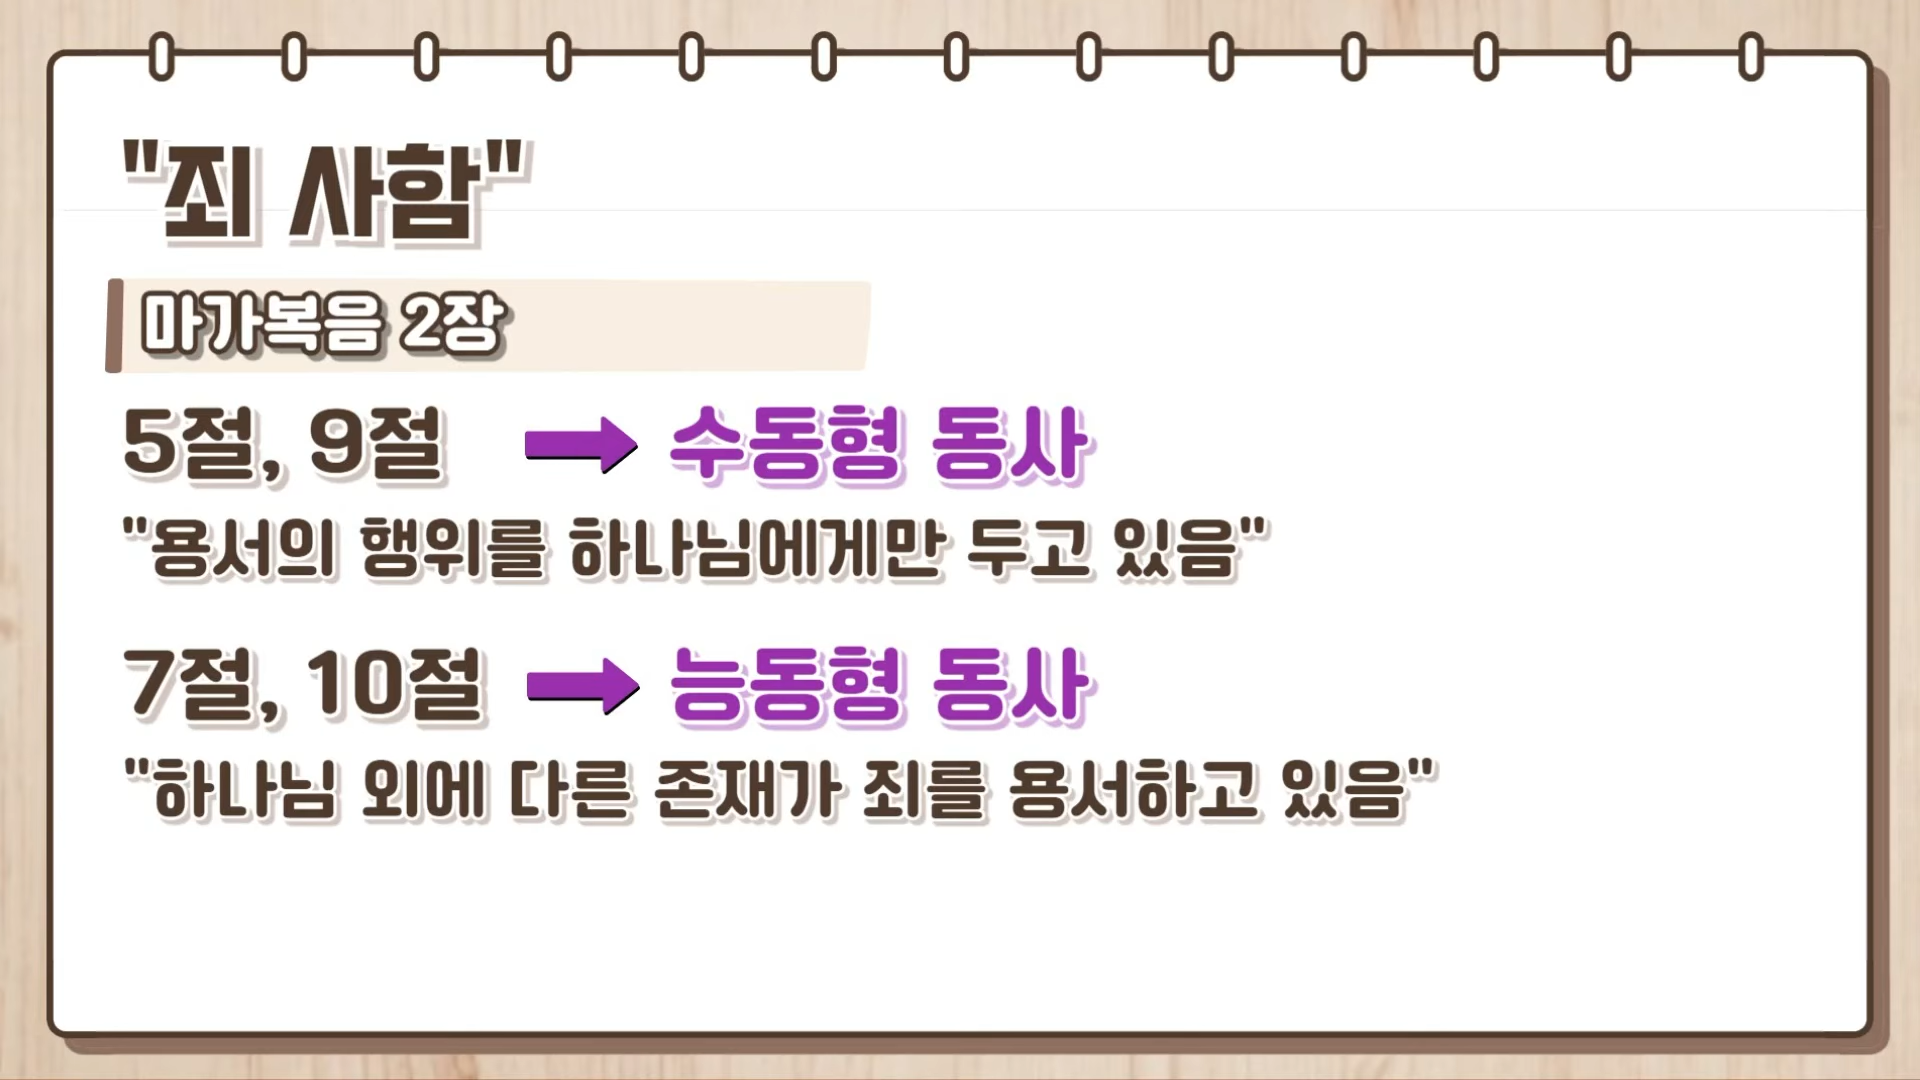 "죄 사함"
마가복음 2장
5절, 9절 → 수동형 동사
"용서의 행위를 하나님에게만 두고 있음"
7절, 10절 → 능동형 동사
"하나님 외에 다른 존재가 죄를 용서하고 있음"